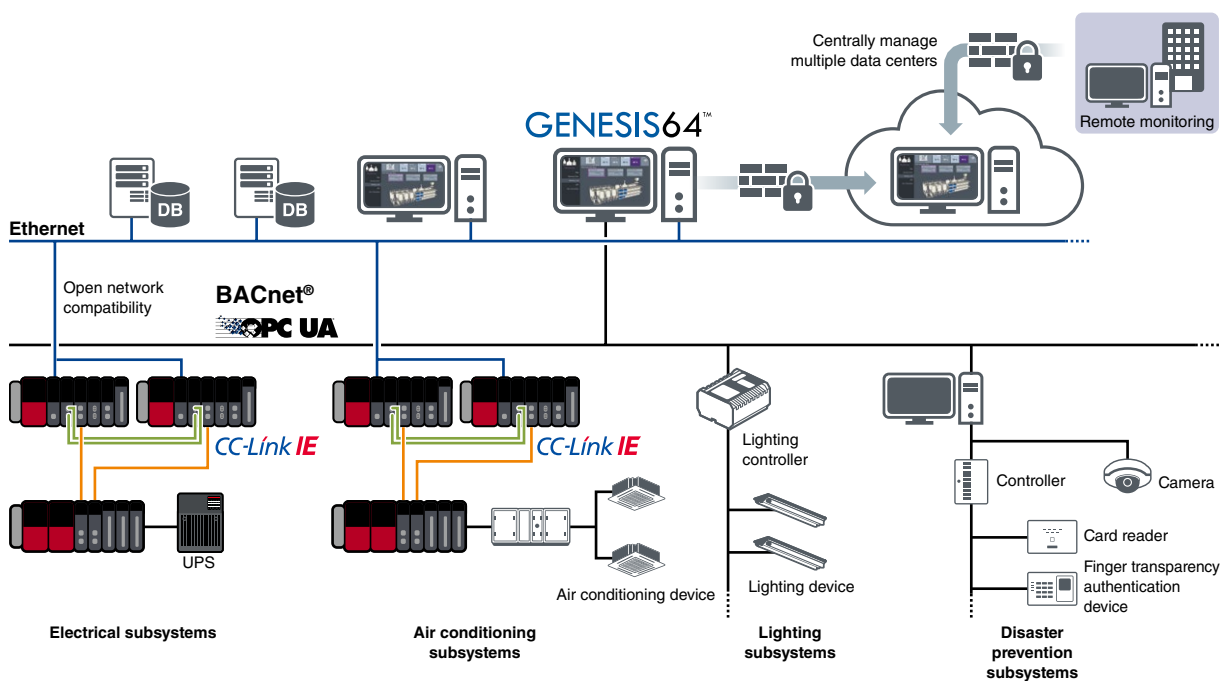 Centrally manage
multiple data centers
Remote monitoring
GENESIS64™
DB
DB
Ethernet
Open network
compatibility
BACnet®
OPC UA
CC-Link IE
CC-Link IE
Lighting
controller
Controller
Camera
Card reader
UPS
Finger transparency
authentication
device
Air conditioning device
Lighting device
Electrical subsystems
Air conditioning
subsystems
Lighting
subsystems
Disaster
prevention
subsystems